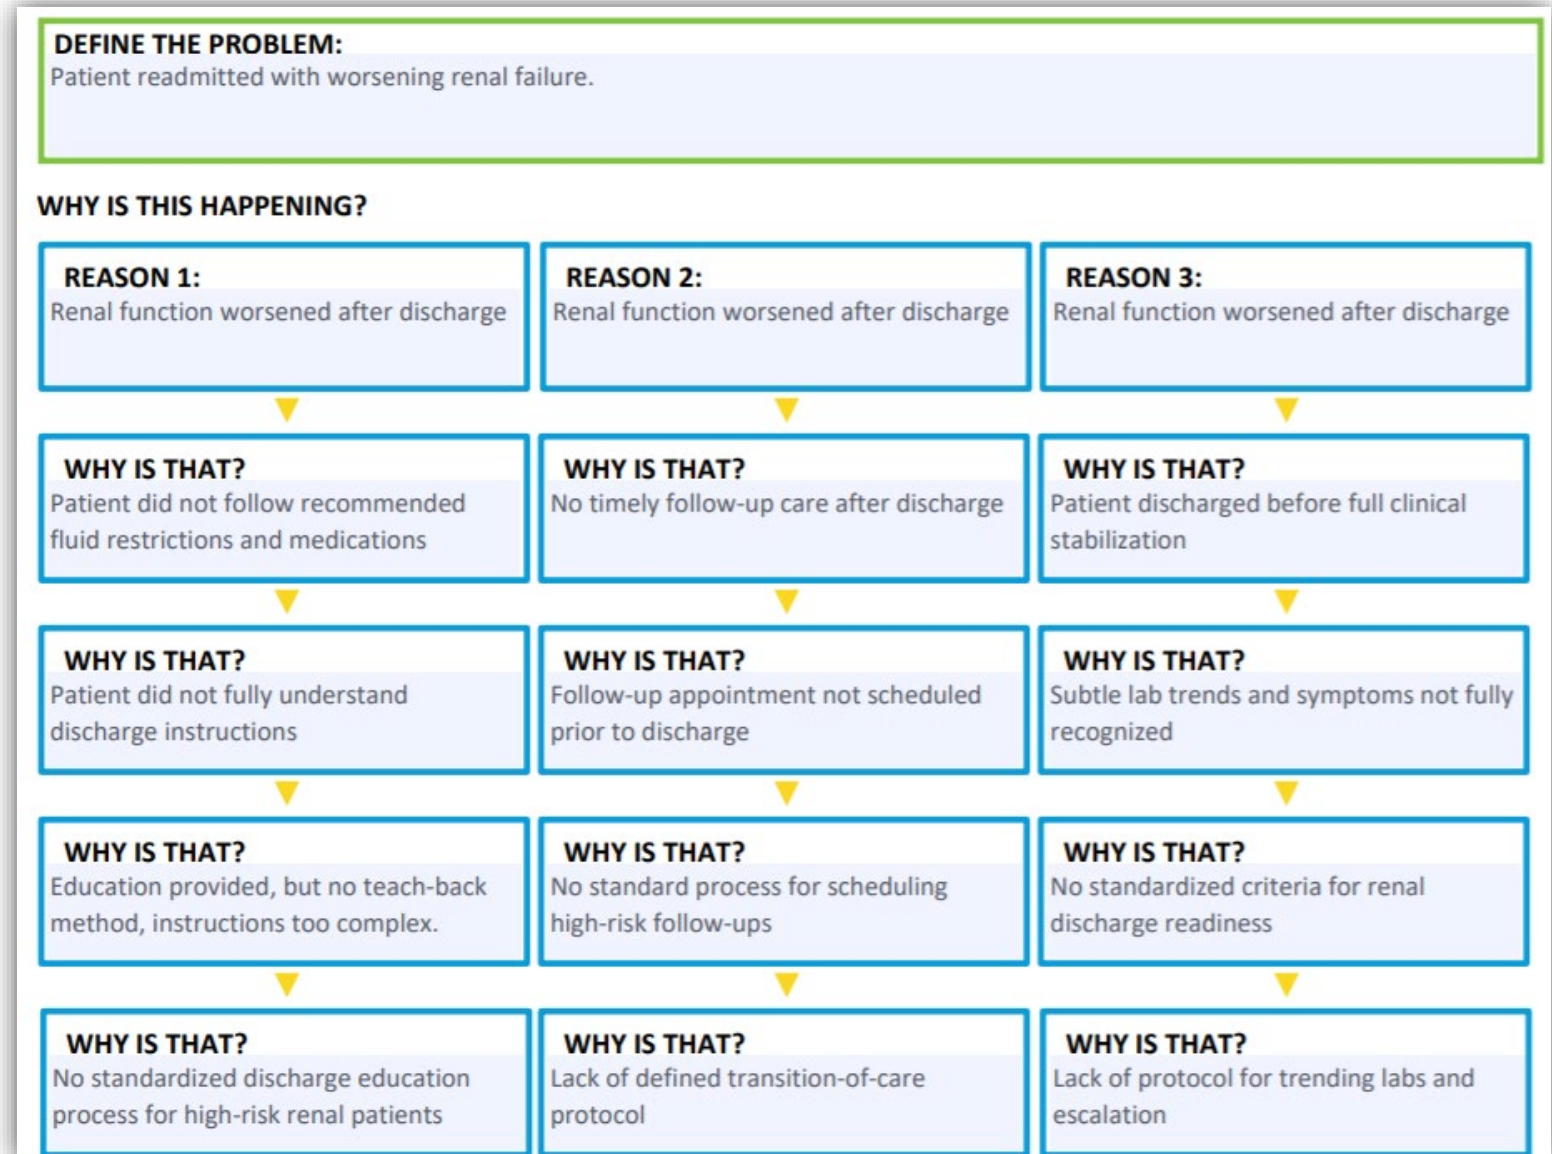 DEFINE THE PROBLEM:
Patient readmitted with worsening renal failure.
WHY IS THIS HAPPENING?
REASON 1:
Renal function worsened after discharge
REASON 2:
Renal function worsened after discharge
REASON 3:
Renal function worsened after discharge
WHY IS THAT?
Patient did not follow recommended
fluid restrictions and medications
WHY IS THAT?
No timely follow-up care after discharge
WHY IS THAT?
Patient discharged before full clinical
stabilization
WHY IS THAT?
Patient did not fully understand
discharge instructions
WHY IS THAT?
Follow-up appointment not scheduled
prior to discharge
WHY IS THAT?
Subtle lab trends and symptoms not fully
recognized
WHY IS THAT?
Education provided, but no teach-back
method, instructions too complex.
WHY IS THAT?
No standard process for scheduling
high-risk follow-ups
WHY IS THAT?
No standardized criteria for renal
discharge readiness
WHY IS THAT?
No standardized discharge education
process for high-risk renal patients
WHY IS THAT?
Lack of defined transition-of-care
protocol
WHY IS THAT?
Lack of protocol for trending labs and
escalation